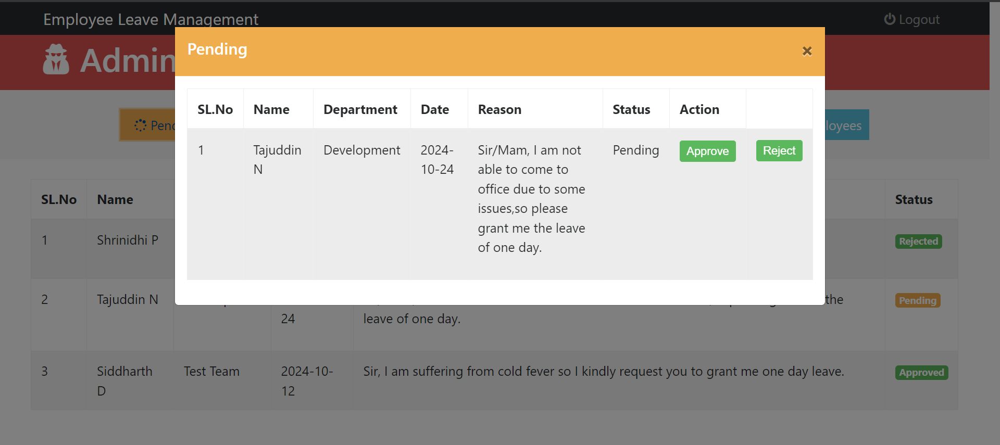 Employee Leave Management
Logout
Admin
Pending
×
Pend
loyees
SL.No Name Department Date Reason Status Action
1 Tajuddin Development 2024- Sir/Mam, I am not Pending Approve Reject
N 10-24 able to come to
office due to some
issues,so please
grant me the leave
of one day.
SL.No Name Status
1 Shrinidhi P Rejected
2 Tajuddin N the Pending
24 leave of one day.
3 Siddharth Test Team 2024-10- Sir, I am suffering from cold fever so I kindly request you to grant me one day leave. Approved
D 12